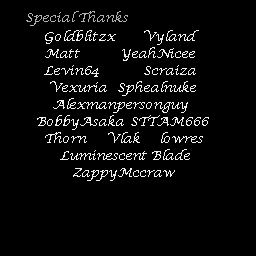 Special Thanks
Goldblitzx Vyland
Matt YeahNicee
Levin64 Scraiza
Vexuria Sphealnuke
Alexmanpersonguy
BobbyAsaka STTAM666
Thorn Vlak lowres
Luminescent Blade
ZappyMccraw